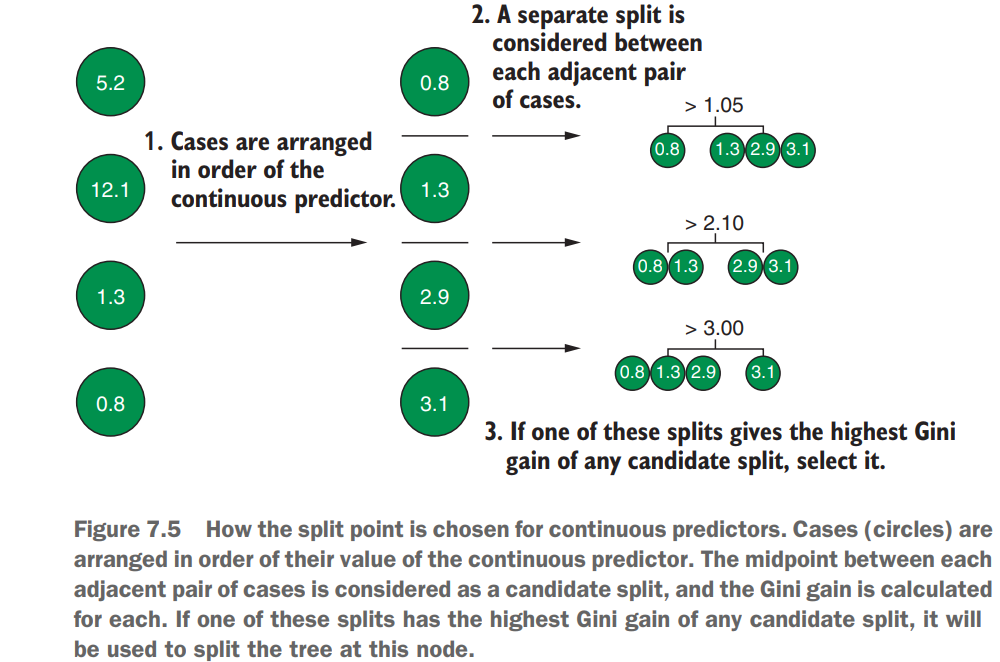 5.2
12.1
1.3
0.8
1. Cases are arranged
in order of the
continuous predictor.
0.8
1.3
2.9
3.1
2. A separate split is
considered between
each adjacent pair
of cases.
> 1.05
0.8 1.3 2.9 3.1
> 2.10
0.8 1.3 2.9 3.1
> 3.00
0.8 1.3 2.9 3.1
3. If one of these splits gives the highest Gini
gain of any candidate split, select it.
Figure 7.5 How the split point is chosen for continuous predictors. Cases (circles) are
arranged in order of their value of the continuous predictor. The midpoint between each
adjacent pair of cases is considered as a candidate split, and the Gini gain is calculated
for each. If one of these splits has the highest Gini gain of any candidate split, it will
be used to split the tree at this node.